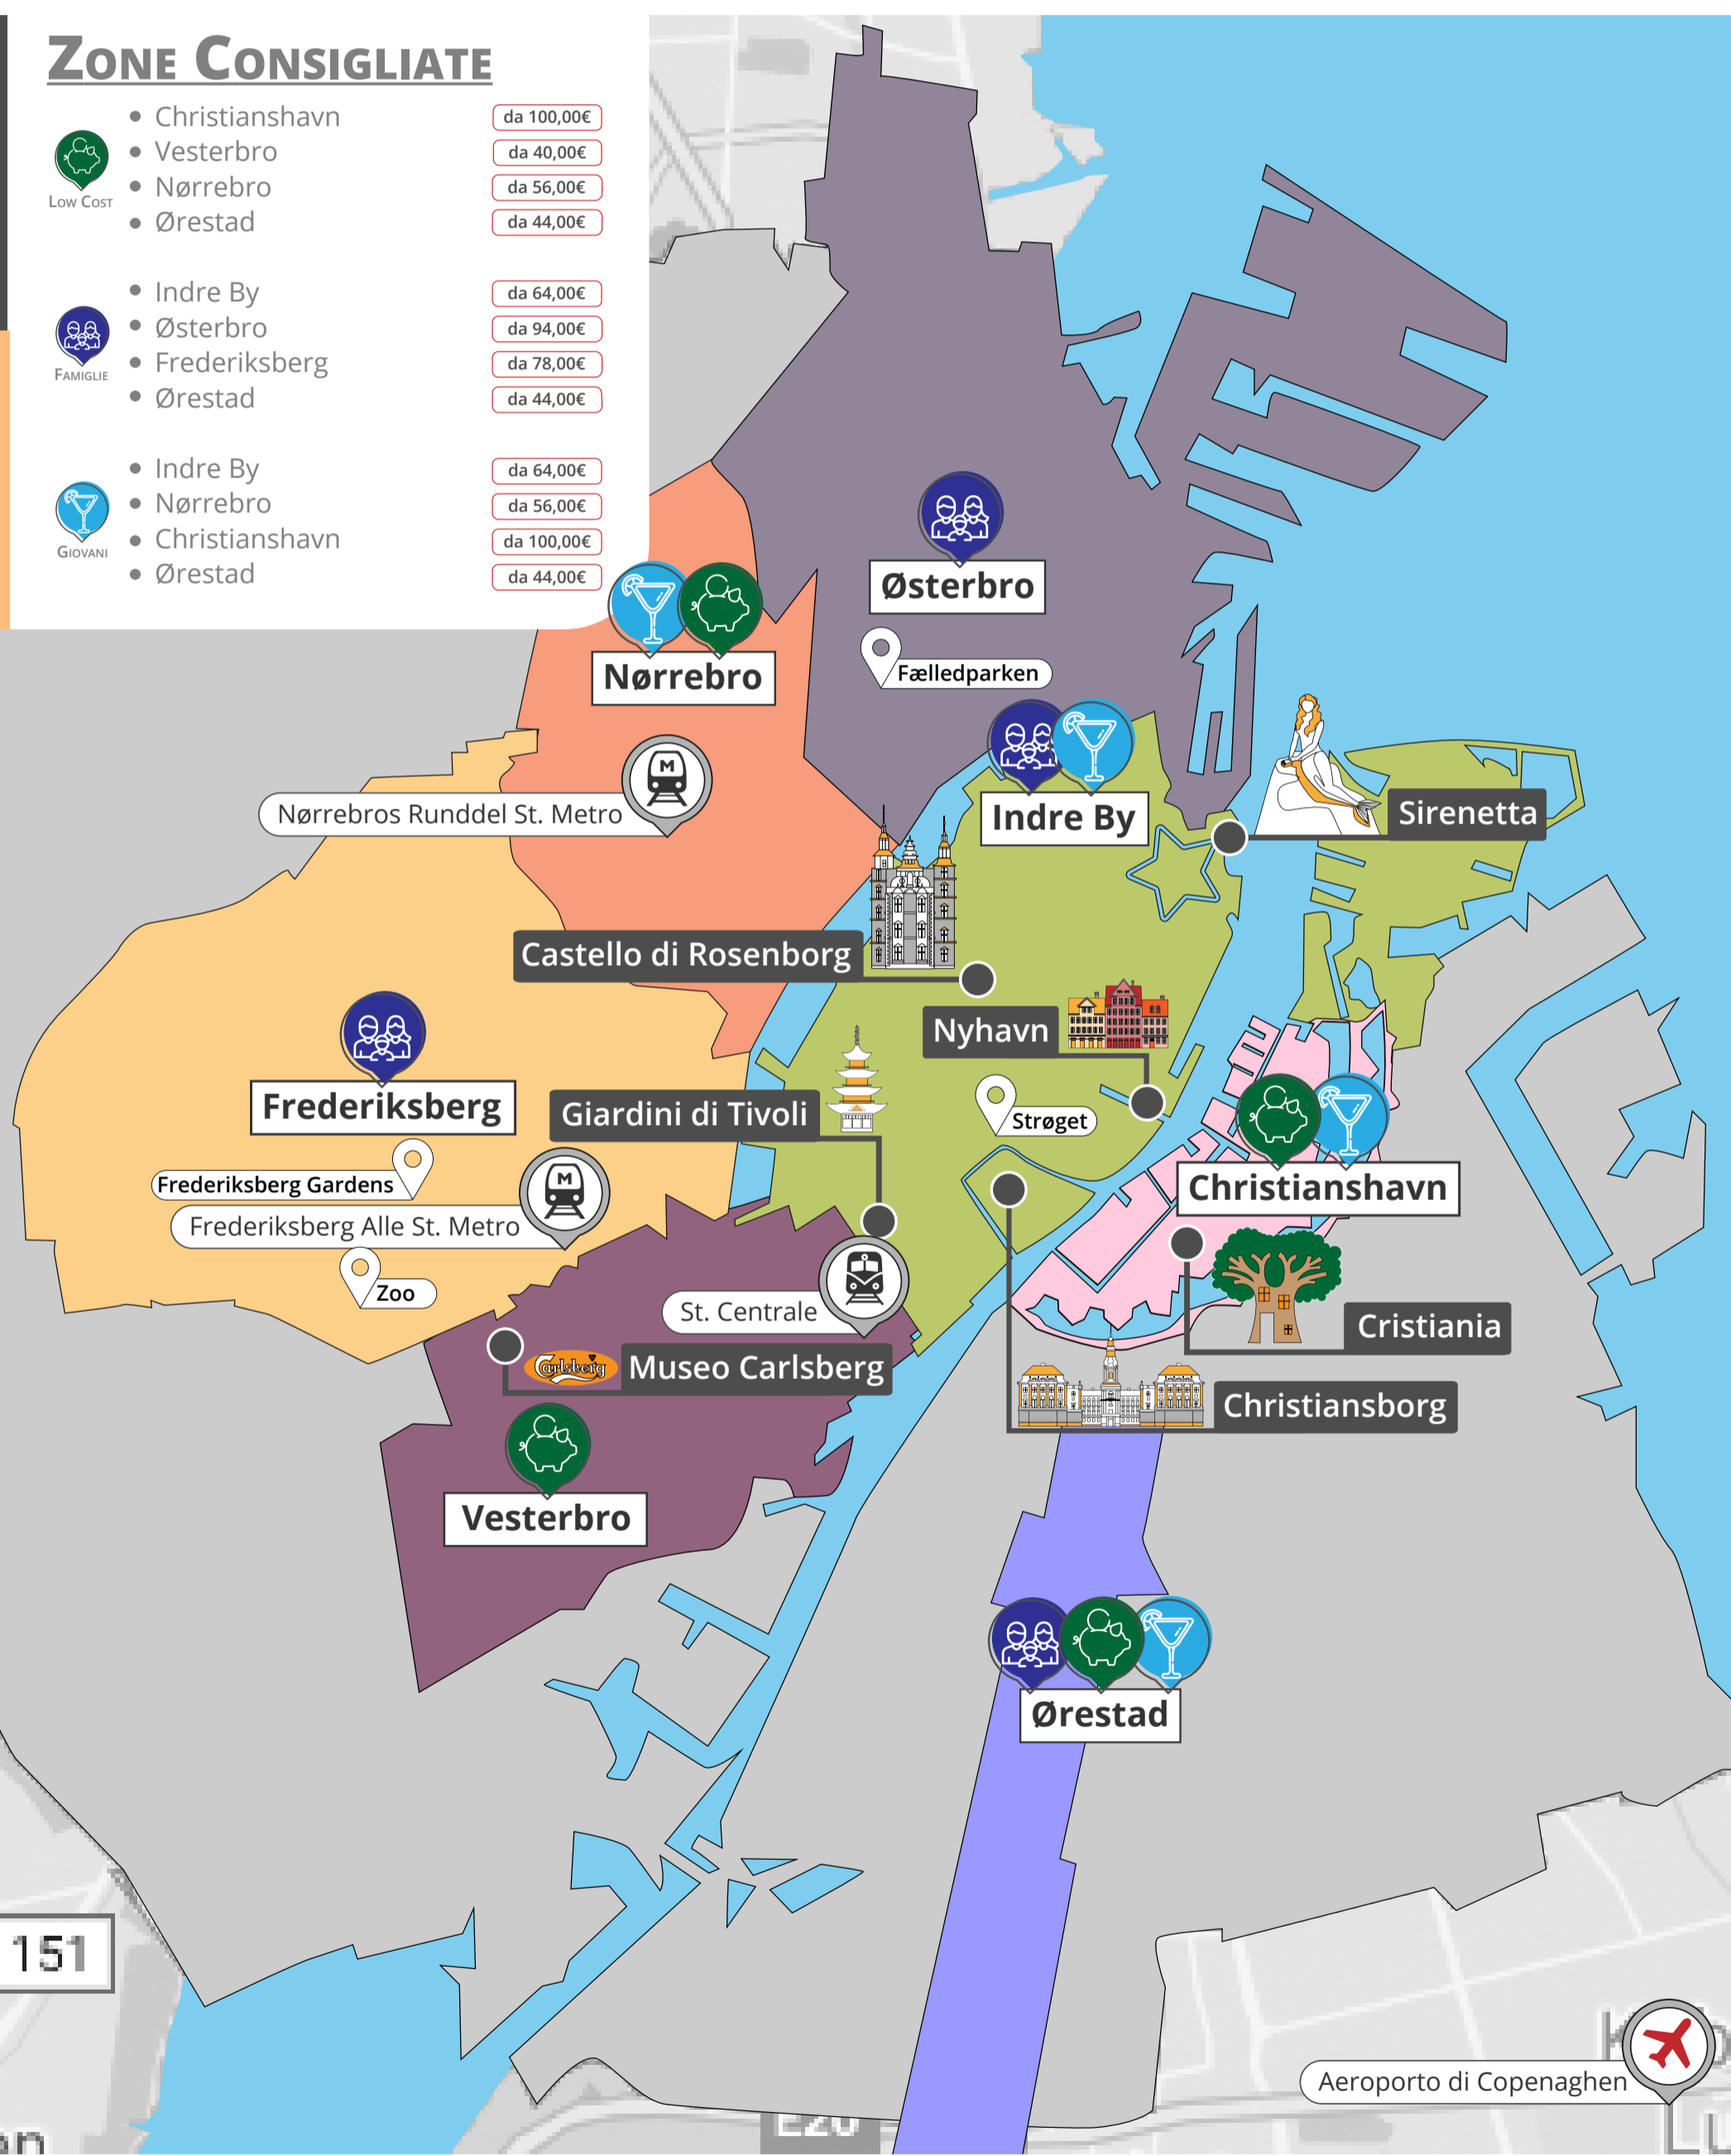 Zone Consigliate
Christianshavn da 100,00€
Vesterbro da 40,00€
Nørrebro da 56,00€
Ørestad da 44,00€
Low Cost
Indre By da 64,00€
Østerbro da 94,00€
Frederiksberg da 78,00€
Ørestad da 44,00€
Famiglie
Indre By da 64,00€
Nørrebro da 56,00€
Christianshavn da 100,00€
Ørestad da 44,00€
Giovani
Østerbro
Nørrebro
Fælledparken
M
Nørrebros Runddel St. Metro
Indre By
Sirenetta
Castello di Rosenborg
Nyhavn
Frederiksberg
Giardini di Tivoli
Strøget
Frederiksberg Gardens
M
Frederiksberg Alle St. Metro
Christianshavn
Zoo
St. Centrale
Cristiania
Carlsberg
Museo Carlsberg
Christiansborg
Vesterbro
Ørestad
151
Aeroporto di Copenaghen
E20